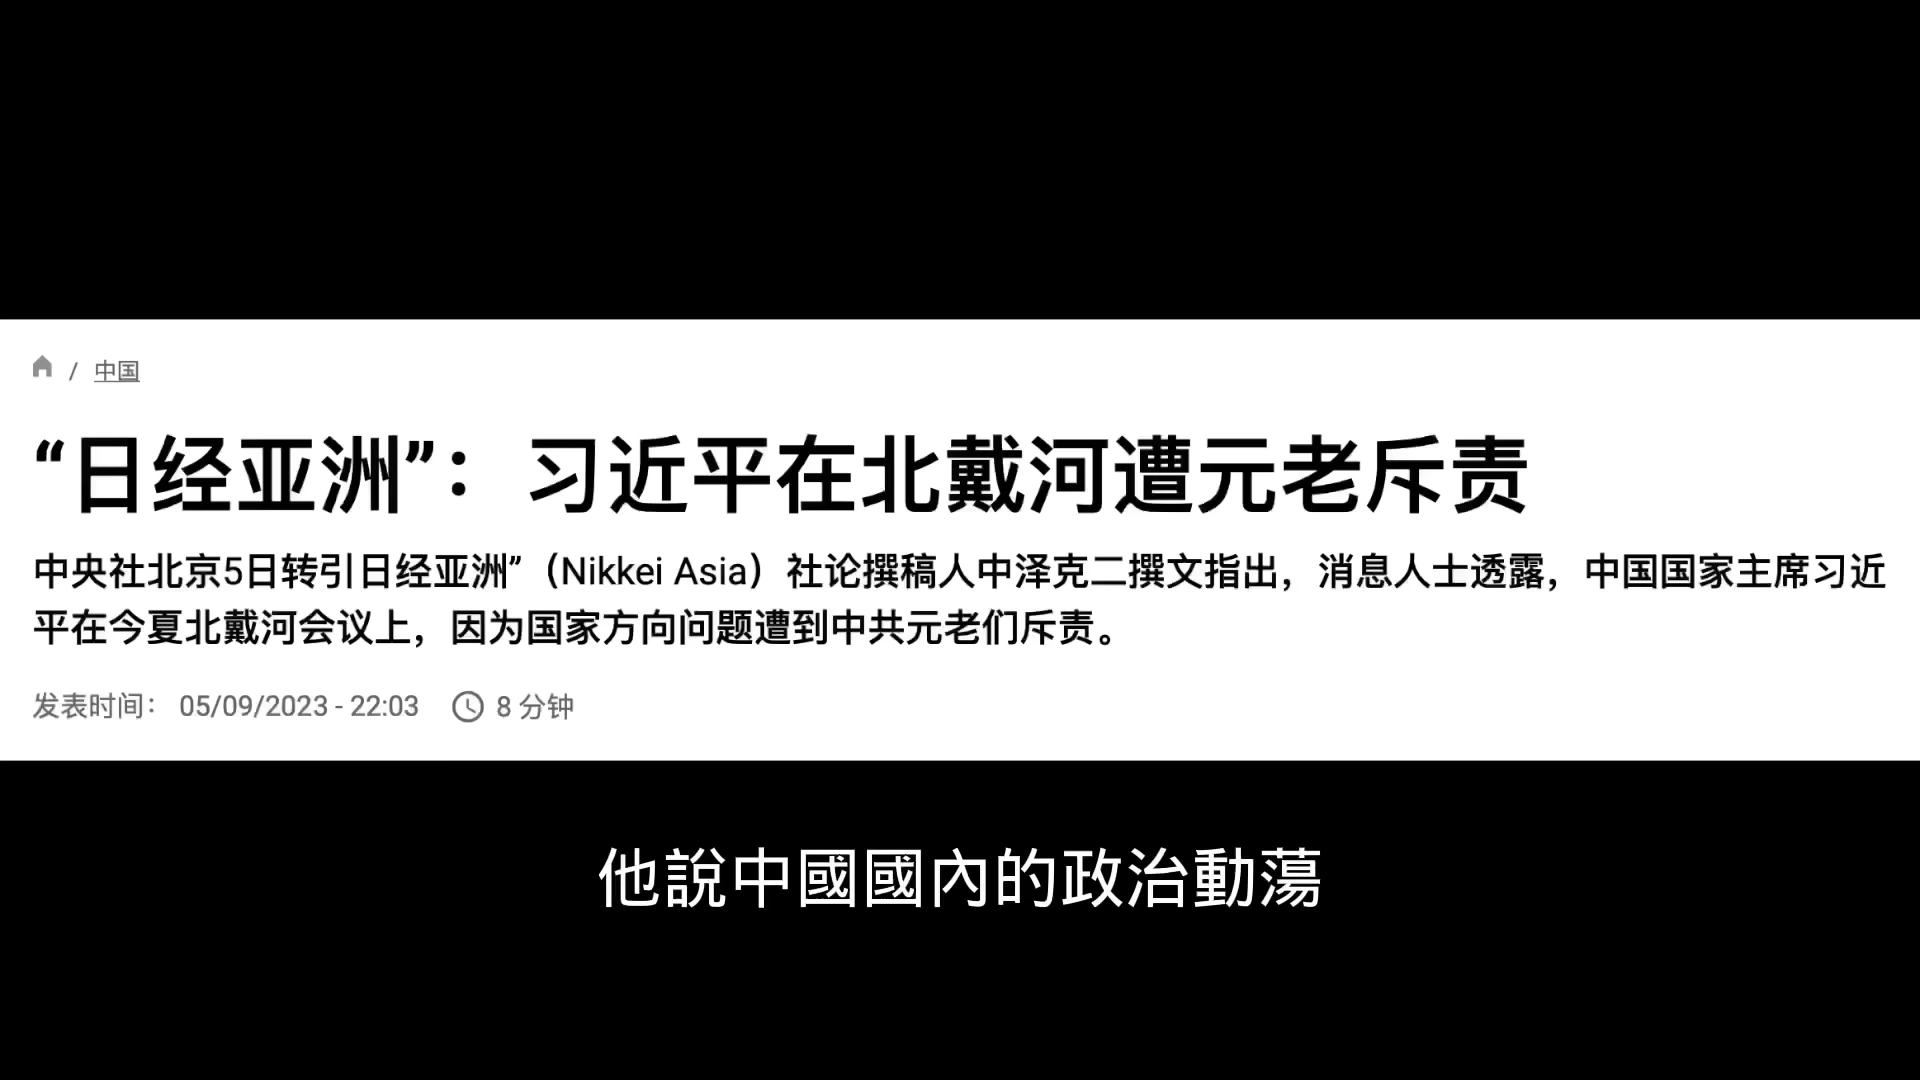 / 中国
“日经亚洲”：习近平在北戴河遭元老斥责
中央社北京5日转引日经亚洲”（Nikkei Asia）社论撰稿人中泽克二撰文指出，消息人士透露，中国国家主席习近
平在今夏北戴河会议上，因为国家方向问题遭到中共元老们斥责。
发表时间： 05/09/2023 - 22:03 8 分钟
他說中國國內的政治動蕩